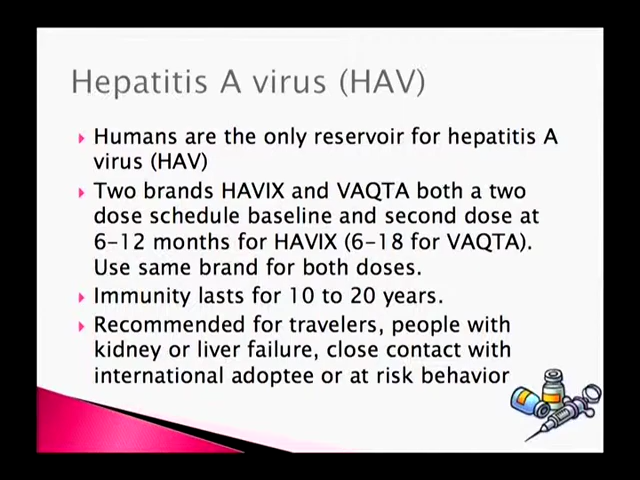 Hepatitis A virus (HAV)
Humans are the only reservoir for hepatitis A
virus (HAV)
Two brands HAVIX and VAQTA both a two
dose schedule baseline and second dose at
6-12 months for HAVIX (6-18 for VAQTA).
Use same brand for both doses.
Immunity lasts for 10 to 20 years.
Recommended for travelers, people with
kidney or liver failure, close contact with
international adoptee or at risk behavior